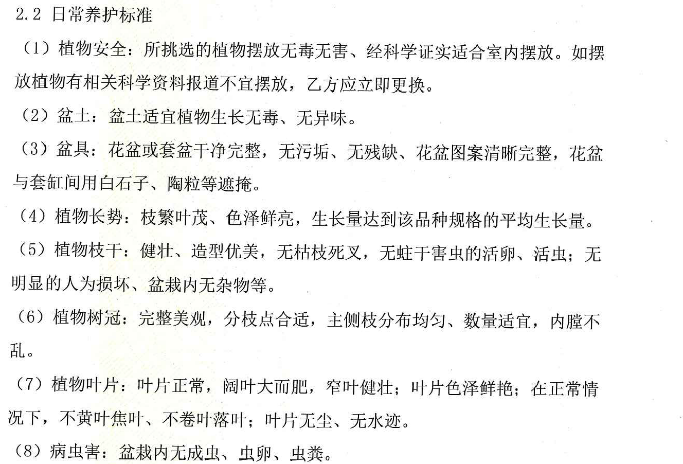 2.2 日常养护标准
（1）植物安全：所挑选的植物摆放无毒无害、经科学证实适合室内摆放。如摆
放植物有相关科学资料报道不宜摆放，乙方应立即更换。
（2）盆土：盆土适宜植物生长无毒、无异味。
（3）盆具：花盆或套盆干净完整，无污垢、无残缺、花盆图案清晰完整，花盆
与套缸间用白石子、陶粒等遮掩。
（4）植物长势：枝繁叶茂、色泽鲜亮，生长量达到该品种规格的平均生长量。
（5）植物枝干：健壮、造型优美，无枯枝死叉，无蛀干害虫的活卵、活虫；无
明显的人为损坏、盆栽内无杂物等。
（6）植物树冠：完整美观，分枝点合适，主侧枝分布均匀、数量适宜，内膛不
乱。
（7）植物叶片：叶片正常，阔叶大而肥，窄叶健壮；叶片色泽鲜艳；在正常情
况下，不黄叶焦叶、不卷叶落叶；叶片无尘、无水迹。
（8）病虫害：盆栽内无成虫、虫卵、虫粪。